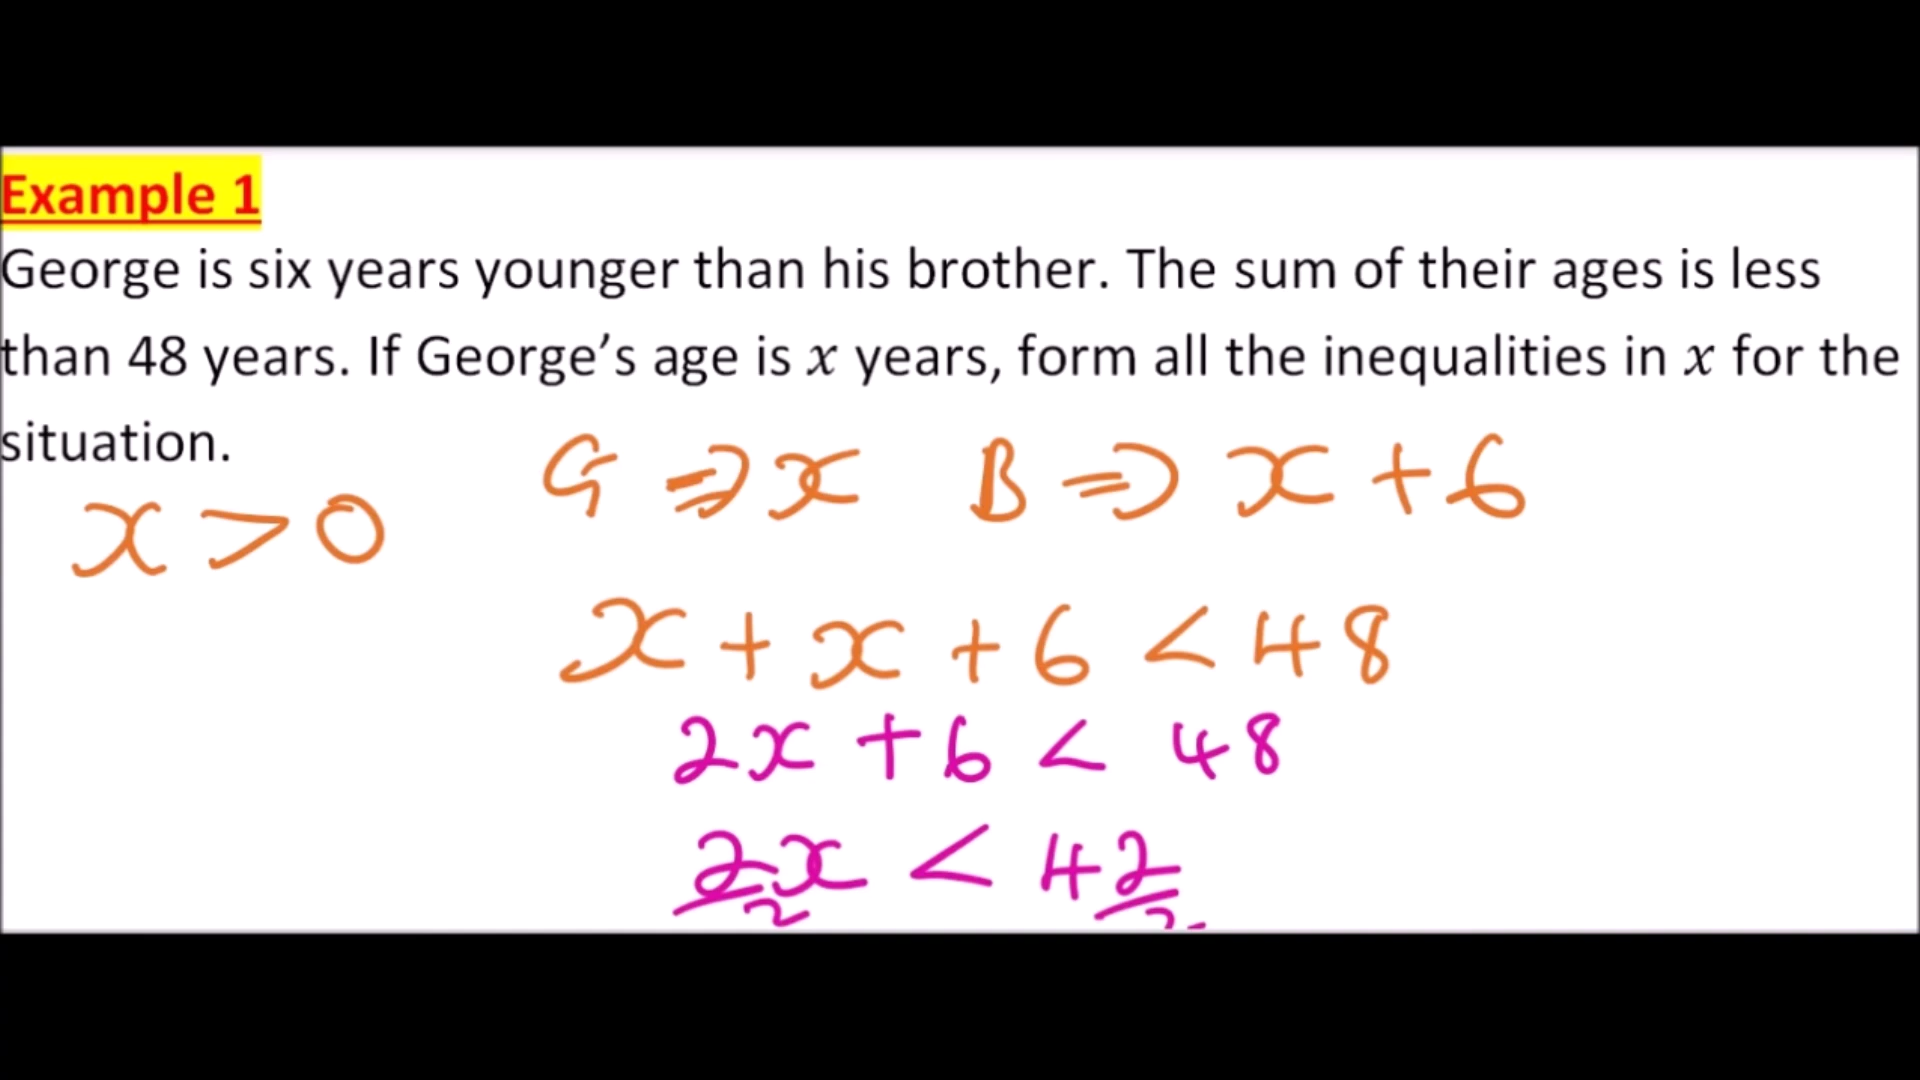 Example 1
George is six years younger than his brother. The sum of their ages is less
than 48 years. If George’s age is x years, form all the inequalities in x for the
situation.
G ⇒ x B ⇒ x + 6
x > 0
x + x + 6 < 48
2x + 6 < 48
2x < 42
2 2